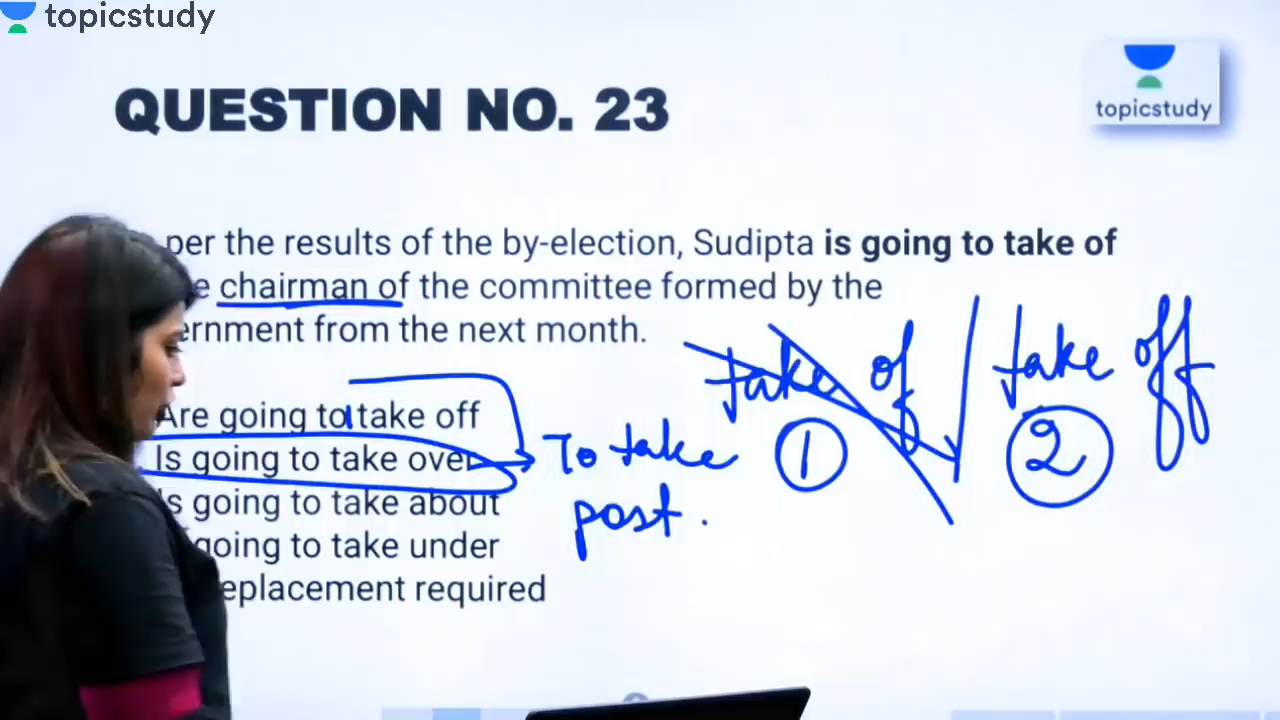 topicstudy
QUESTION NO. 23
topicstudy
per the results of the by-election, Sudipta is going to take of
chairman of the committee formed by the
ernment from the next month.
take of
take off
1
2
Are going to take off
Is going to take over
Is going to take about
going to take under
eplacement required
To take
post.